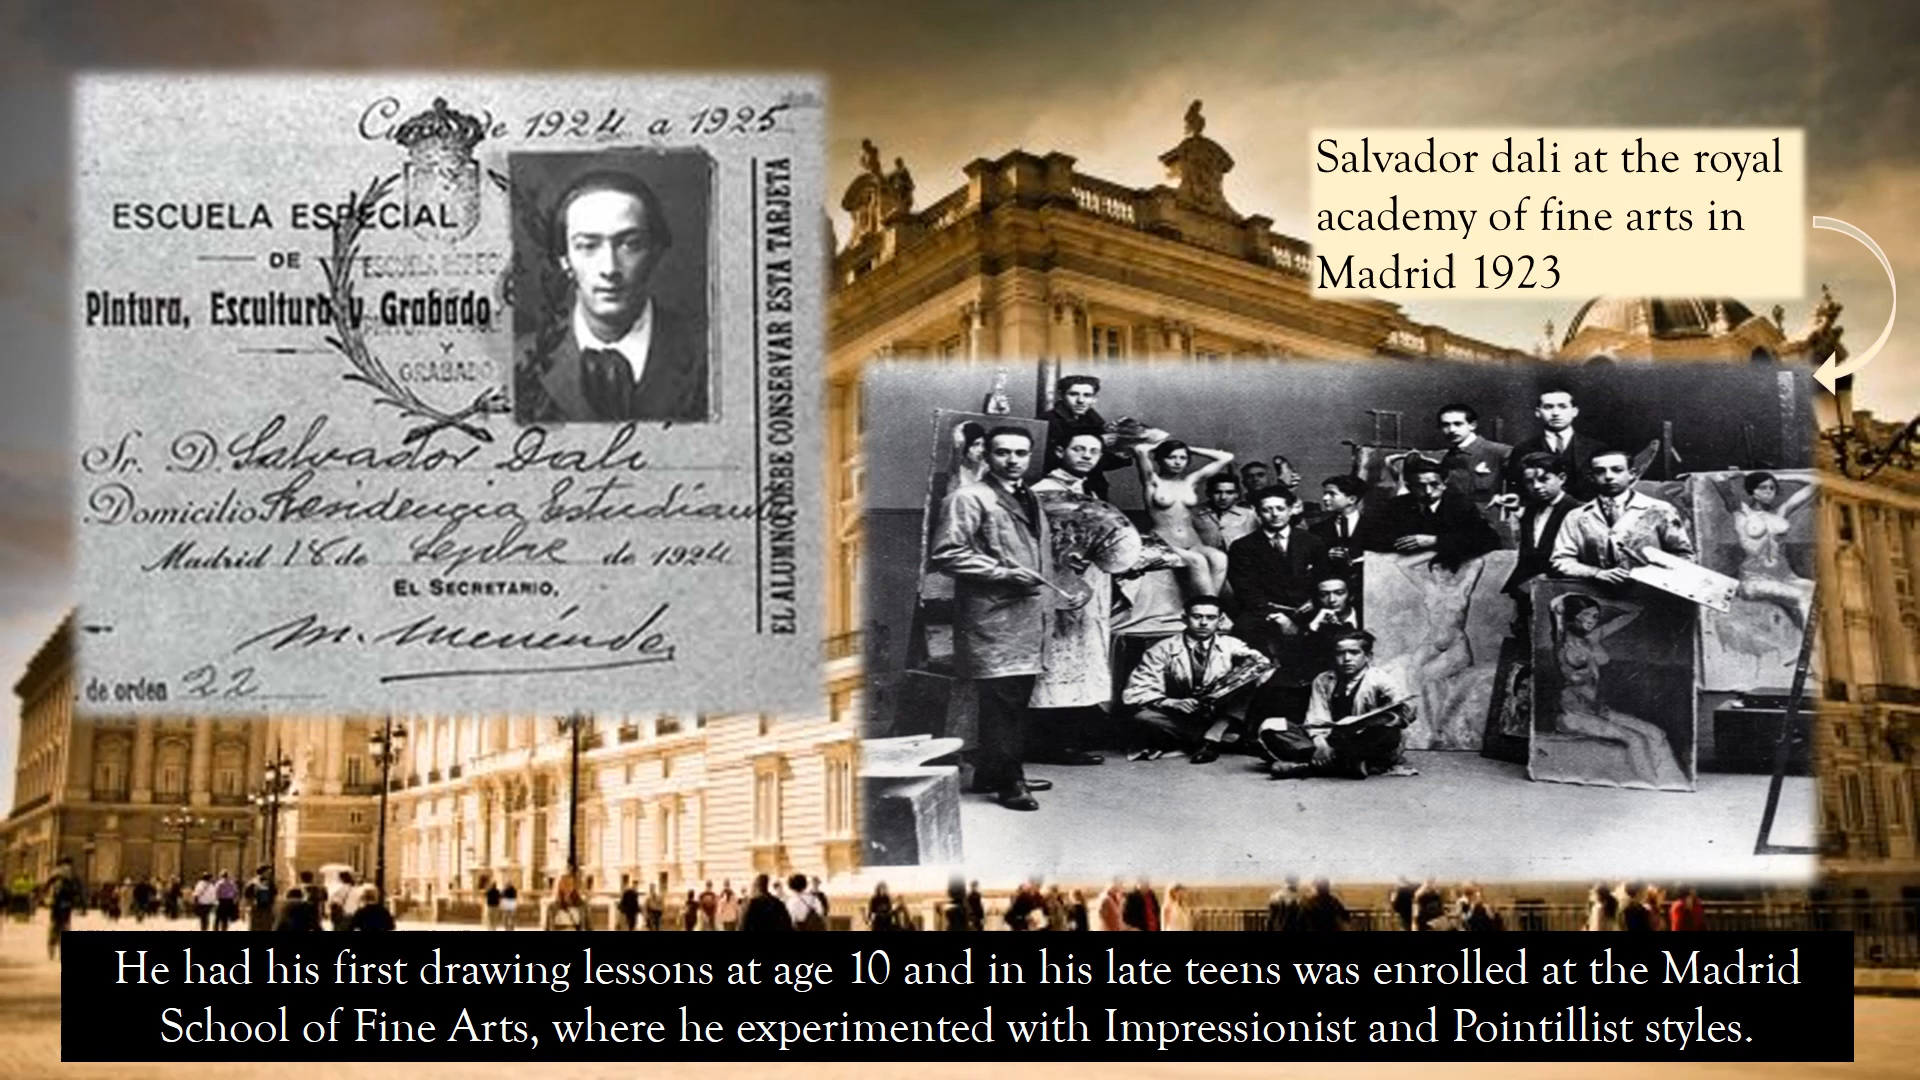 Curso de 1924 a 1925
ESCUELA ESPECIAL
DE
Pintura, Escultura y Grabado
ESCUELA ESPEC
Y
GRABADO
Sr. D. Salvador Dalí
Domicilio Residencia Estudiantes
Madrid 18 de Sepbre de 1924
EL SECRETARIO,
M. Menéndez
de orden 22
EL ALUMNO DEBE CONSERVAR ESTA TARJETA
Salvador dali at the royal
academy of fine arts in
Madrid 1923
He had his first drawing lessons at age 10 and in his late teens was enrolled at the Madrid
School of Fine Arts, where he experimented with Impressionist and Pointillist styles.